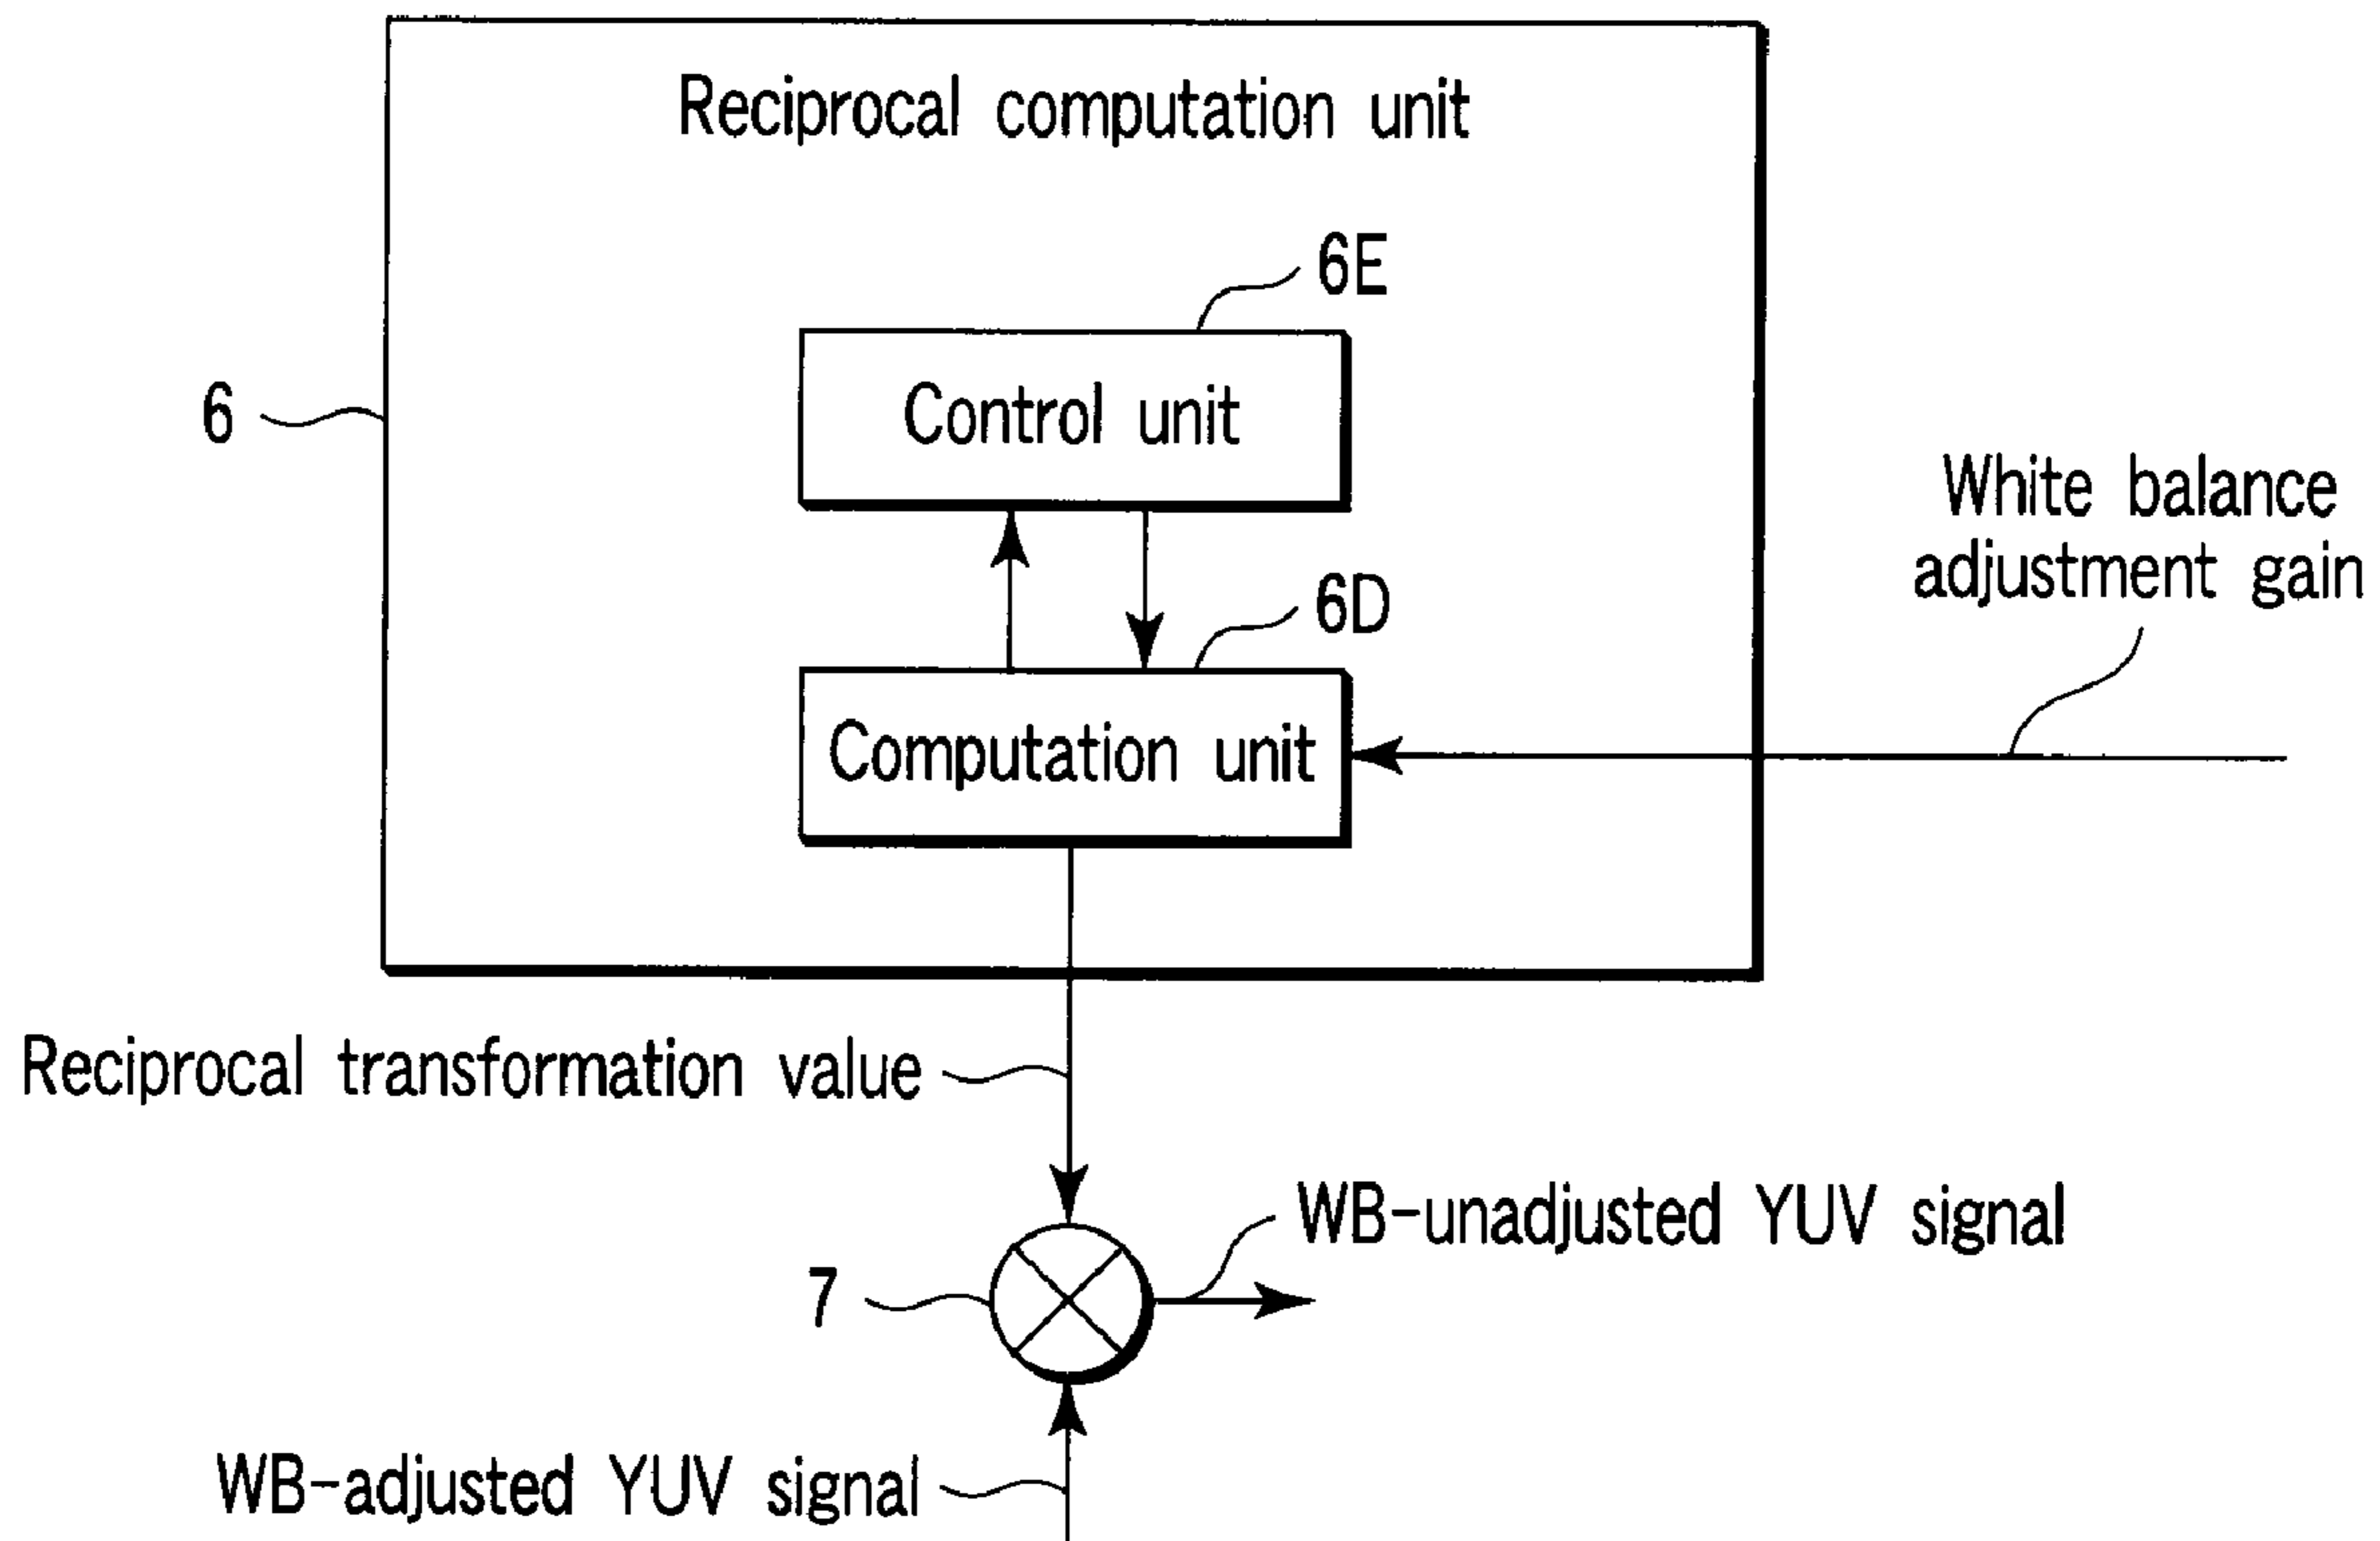 Reciprocal computation unit
6E
Control unit
6
White balance
adjustment gain
6D
Computation unit
Reciprocal transformation value
WB-unadjusted YUV signal
7
WB-adjusted YUV signal